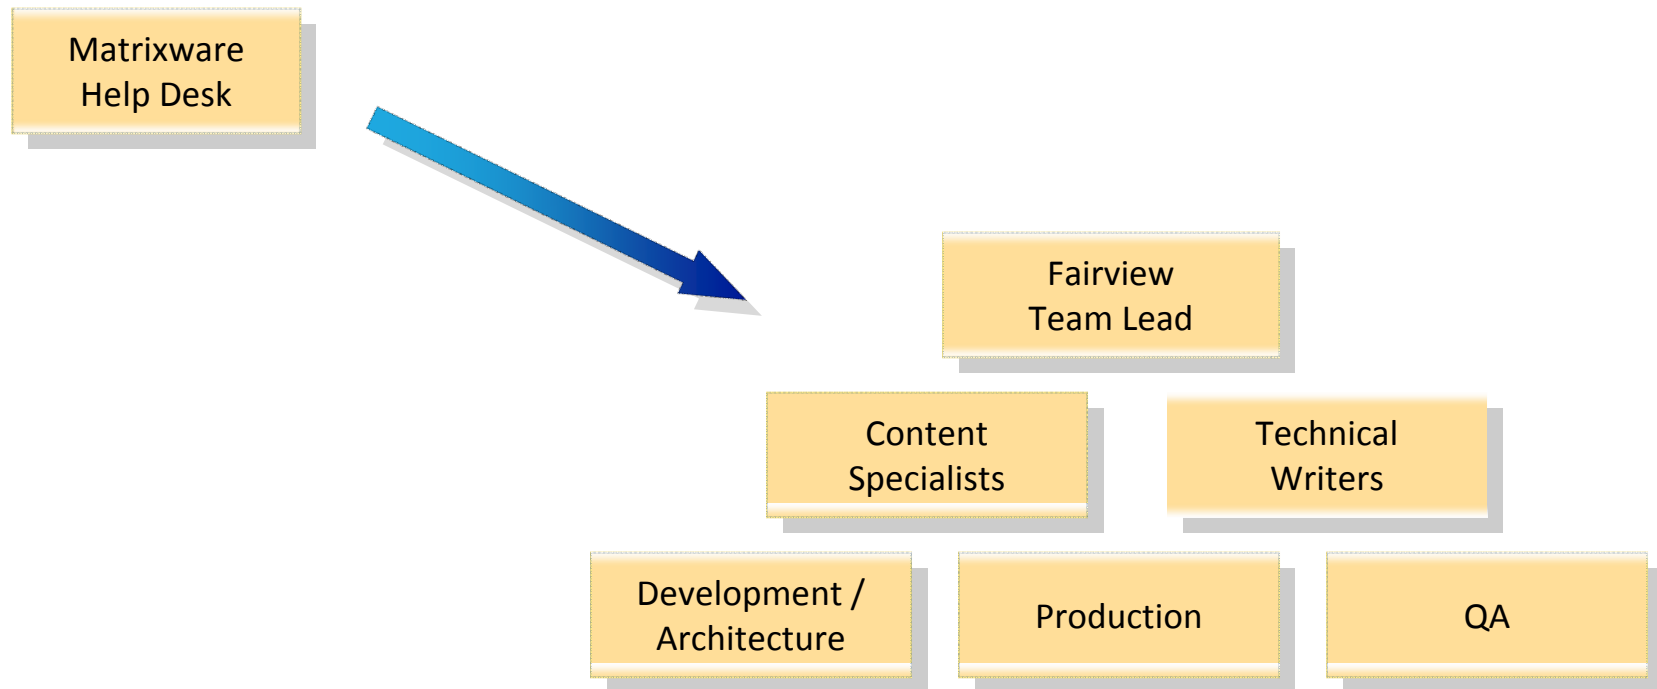 Matrixware
Help Desk
Fairview
Team Lead
Content
Specialists
Technical
Writers
Development /
Architecture
Production
QA